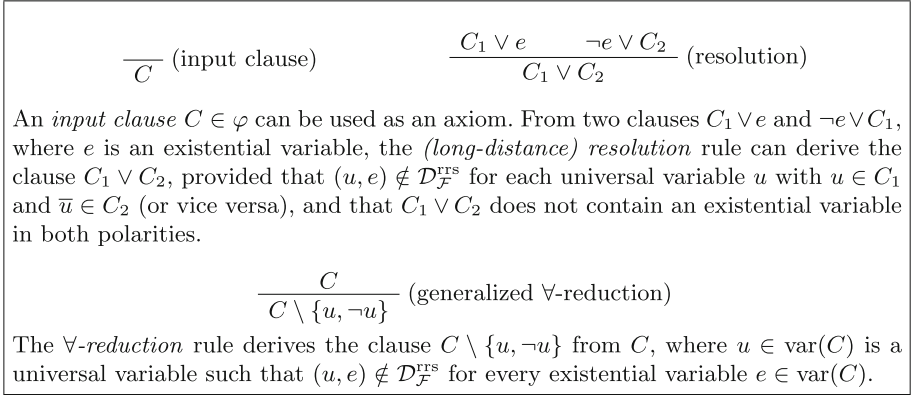 C (input clause)
C₁ ∨ e    ¬e ∨ C₂
C₁ ∨ C₂ (resolution)
An input clause C ∈ φ can be used as an axiom. From two clauses C₁ ∨ e and ¬e ∨ C₁,
where e is an existential variable, the (long-distance) resolution rule can derive the
clause C₁ ∨ C₂, provided that (u, e) ∉ 𝒟_ℱ^rrs for each universal variable u with u ∈ C₁
and u̅ ∈ C₂ (or vice versa), and that C₁ ∨ C₂ does not contain an existential variable
in both polarities.
C
C \ {u, ¬u} (generalized ∀-reduction)
The ∀-reduction rule derives the clause C \ {u, ¬u} from C, where u ∈ var(C) is a
universal variable such that (u, e) ∉ 𝒟_ℱ^rrs for every existential variable e ∈ var(C).